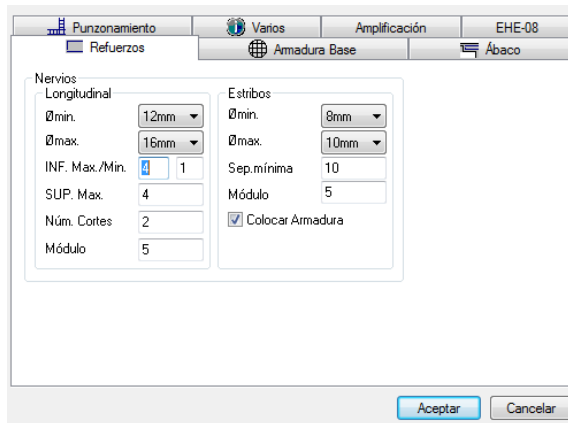 Punzonamiento Varios Amplificación EHE-08
Refuerzos Armadura Base Ábaco
Nervios
Longitudinal
Ømin. 12mm
Ømax. 16mm
INF. Max./Min. 4 1
SUP. Max. 4
Núm. Cortes 2
Módulo 5
Estribos
Ømin. 8mm
Ømax. 10mm
Sep.mínima 10
Módulo 5
Colocar Armadura
Aceptar Cancelar